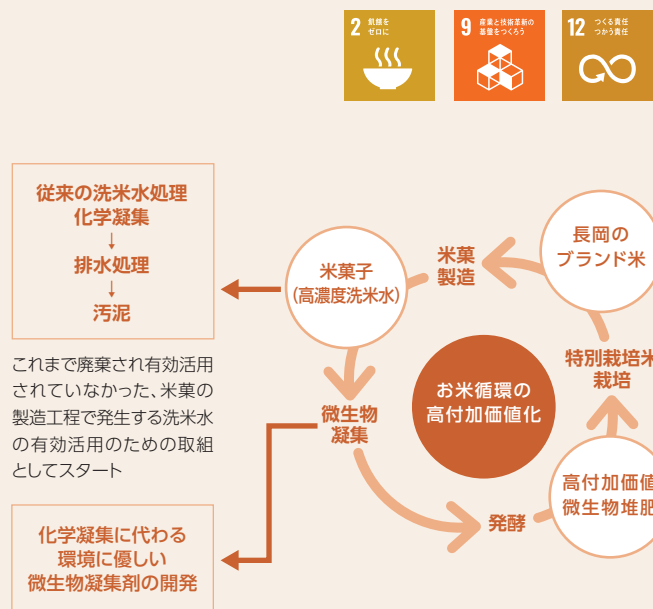 2 飢餓を
ゼロに
9 産業と技術革新の
基盤をつくろう
12 つくる責任
つかう責任
従来の洗米水処理
化学凝集
↓
排水処理
↓
汚泥
これまで廃棄され有効活用
されていなかった、米菓の
製造工程で発生する洗米水
の有効活用のための取組
としてスタート
化学凝集に代わる
環境に優しい
微生物凝集剤の開発
米菓子
(高濃度洗米水)
米菓
製造
長岡の
ブランド米
特別栽培米
栽培
お米循環の
高付加価値化
微生物
凝集
発酵
高付加価値
微生物堆肥